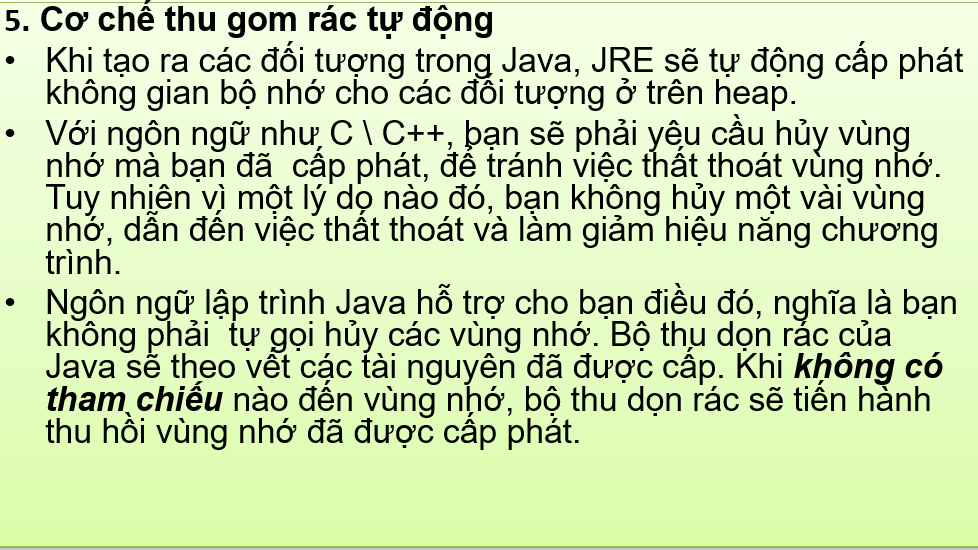 5. Cơ chế thu gom rác tự động
• Khi tạo ra các đối tượng trong Java, JRE sẽ tự động cấp phát
không gian bộ nhớ cho các đối tượng ở trên heap.
• Với ngôn ngữ như C \ C++, bạn sẽ phải yêu cầu hủy vùng
nhớ mà bạn đã cấp phát, để tránh việc thất thoát vùng nhớ.
Tuy nhiên vì một lý do nào đó, bạn không hủy một vài vùng
nhớ, dẫn đến việc thất thoát và làm giảm hiệu năng chương
trình.
• Ngôn ngữ lập trình Java hỗ trợ cho bạn điều đó, nghĩa là bạn
không phải tự gọi hủy các vùng nhớ. Bộ thu dọn rác của
Java sẽ theo vết các tài nguyên đã được cấp. Khi không có
tham chiếu nào đến vùng nhớ, bộ thu dọn rác sẽ tiến hành
thu hồi vùng nhớ đã được cấp phát.